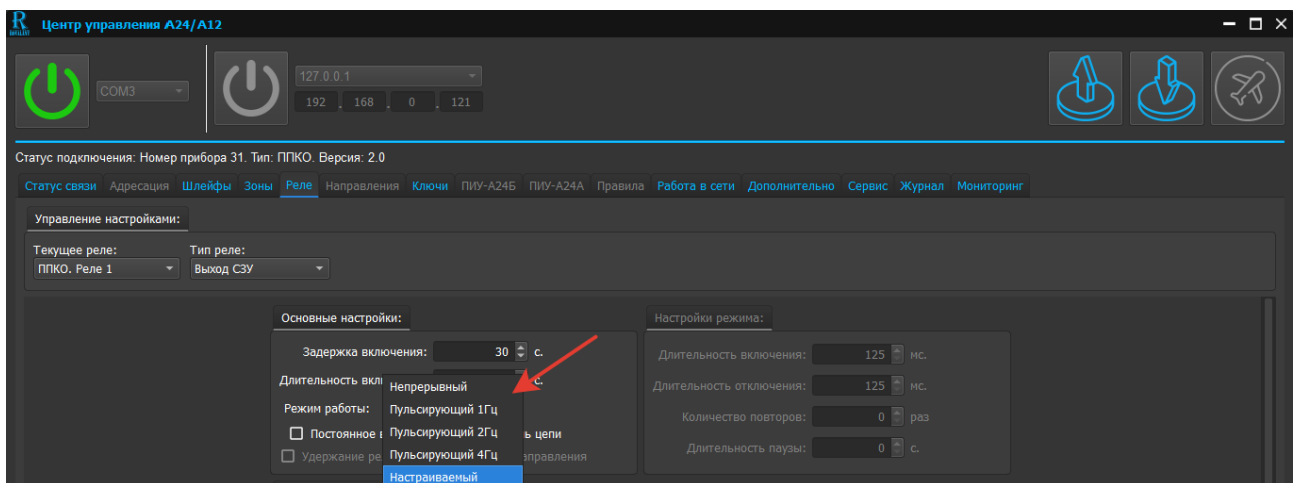 R
Центр управления A24/A12
COM3
127.0.0.1
192 . 168 . 0 . 121
Статус подключения: Номер прибора 31. Тип: ППКО. Версия: 2.0
Статус связи Адресация Шлейфы Зоны Реле Направления Ключи ПИУ-А24Б ПИУ-А24А Правила Работа в сети Дополнительно Сервис Журнал Мониторинг
Управление настройками:
Текущее реле: Тип реле:
ППКО. Реле 1 Выход СЗУ
Основные настройки: Настройки режима:
Задержка включения: 30 с. Длительность включения: 125 мс.
Длительность вкл с. Длительность отключения: 125 мс.
Непрерывный
Режим работы: Пульсирующий 1Гц Количество повторов: 0 раз
Постоянное Пульсирующий 2Гц ь цепи
Удержание ре Пульсирующий 4Гц аправления Длительность паузы: 0 с.
Настраиваемый